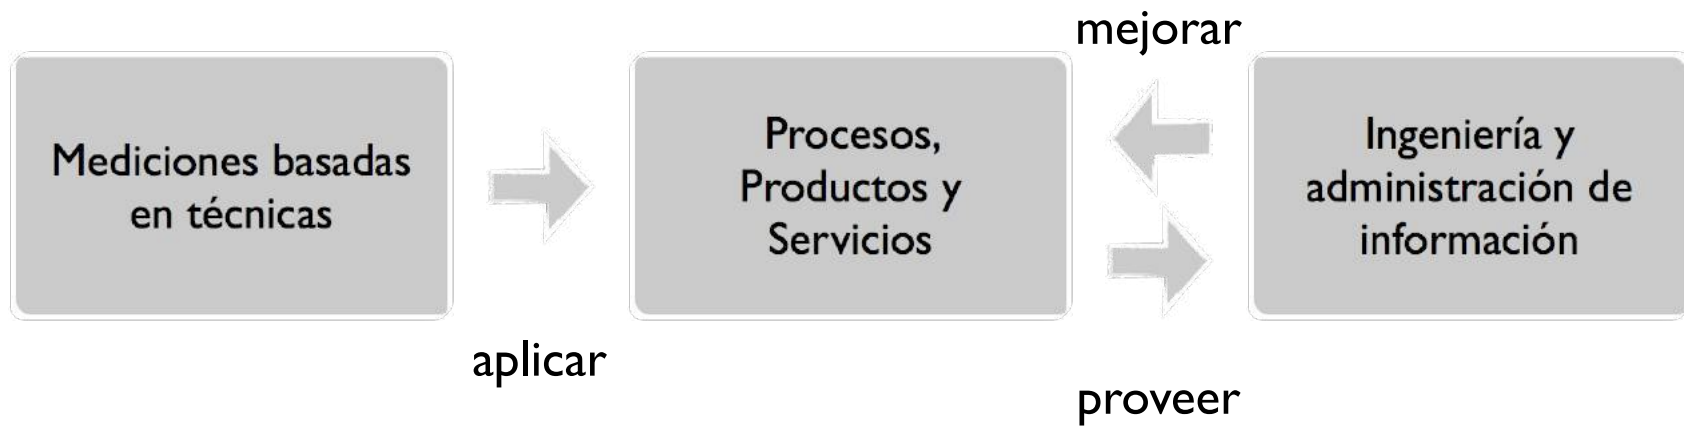 Mediciones basadas
en técnicas
aplicar
Procesos,
Productos y
Servicios
mejorar
proveer
Ingeniería y
administración de
información